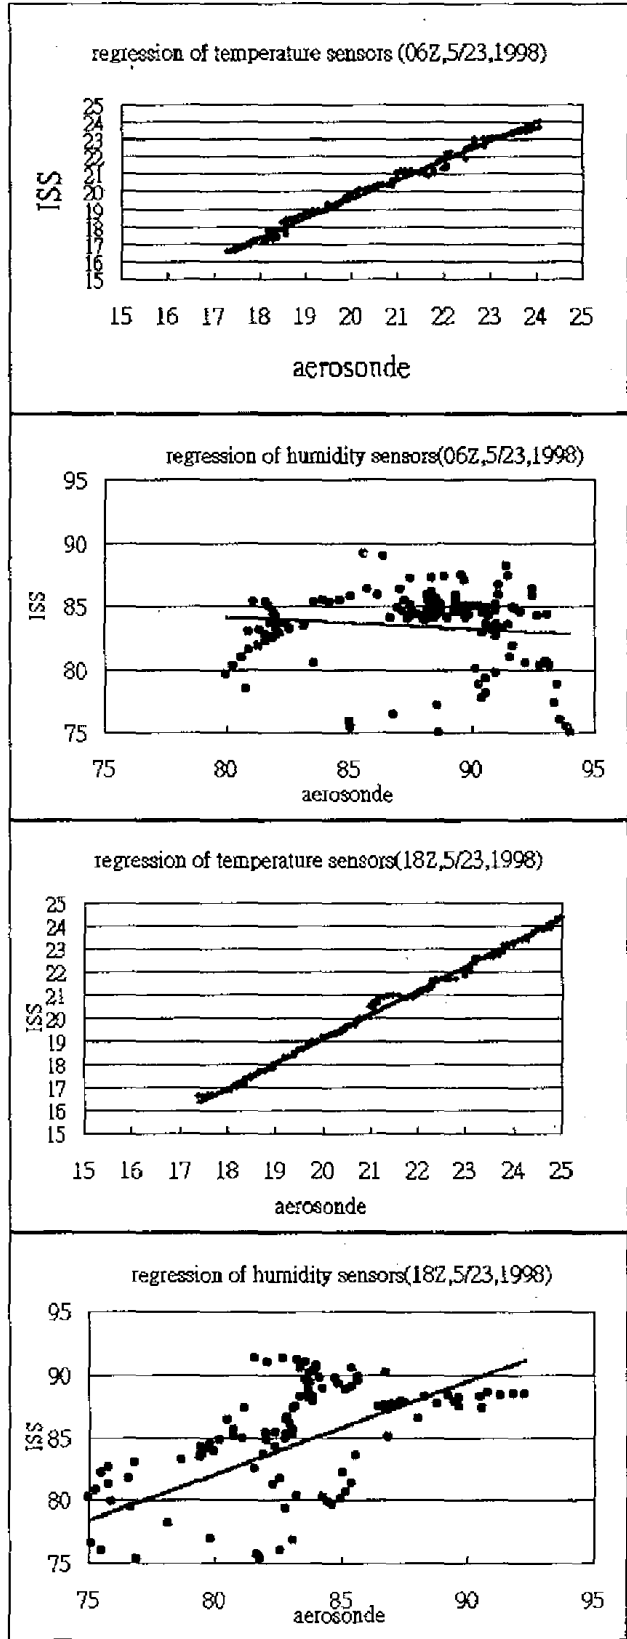 regression of temperature sensors (06Z,5/23,1998)
25
24
23
22
21
20
19
18
17
16
15
ISS
15 16 17 18 19 20 21 22 23 24 25
aerosonde
regression of humidity sensors(06Z,5/23,1998)
95
90
85
80
75
ISS
75 80 85 90 95
aerosonde
regression of temperature sensors(18Z,5/23,1998)
25
24
23
22
21
20
19
18
17
16
15
ISS
15 16 17 18 19 20 21 22 23 24 25
aerosonde
regression of humidity sensors(18Z,5/23,1998)
95
90
85
80
75
ISS
75 80 85 90 95
aerosonde